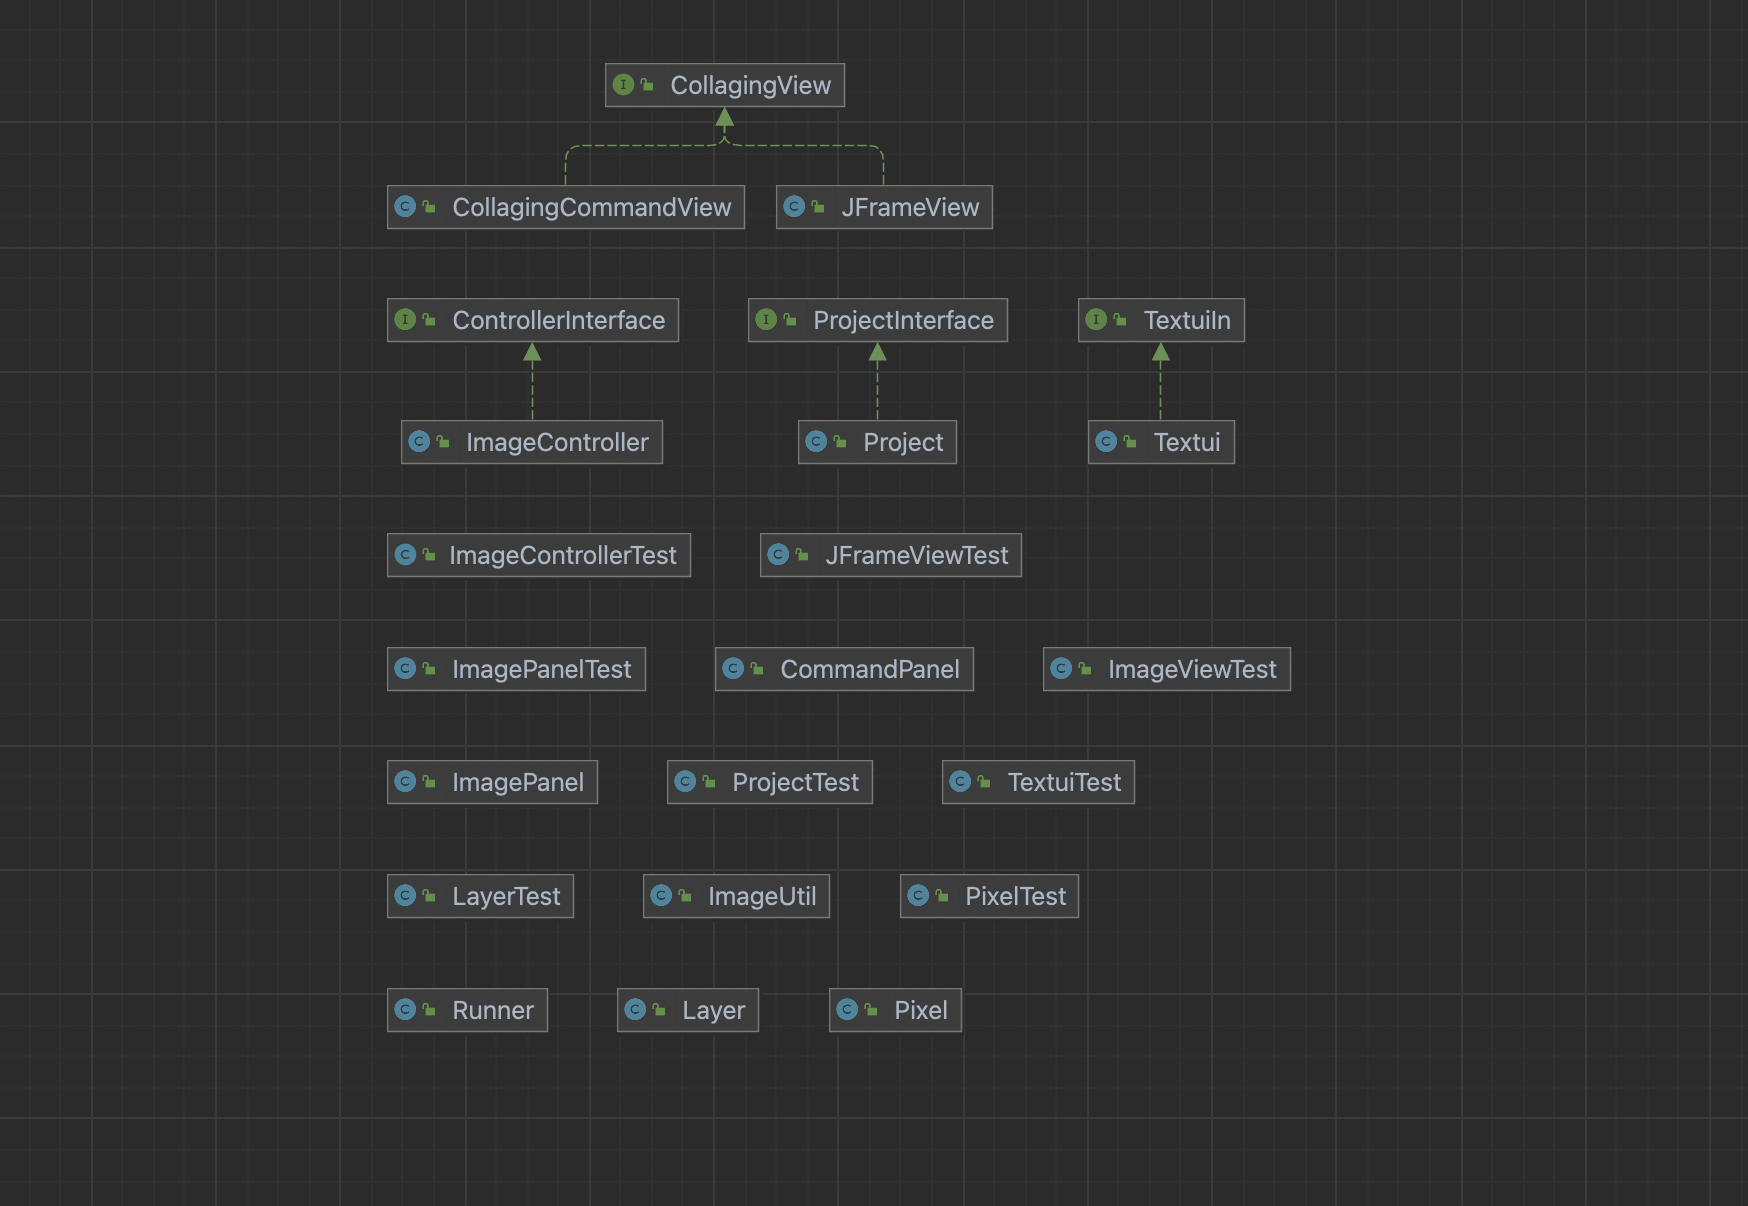 CollagingView
CollagingCommandView JFrameView
ControllerInterface ProjectInterface TextuiIn
ImageController Project Textui
ImageControllerTest JFrameViewTest
ImagePanelTest CommandPanel ImageViewTest
ImagePanel ProjectTest TextuiTest
LayerTest ImageUtil PixelTest
Runner Layer Pixel